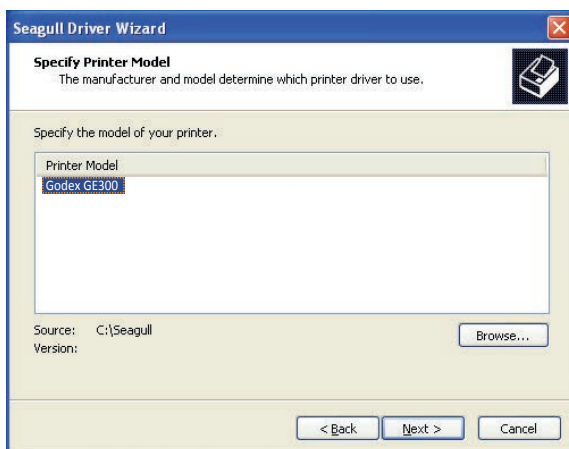 Seagull Driver Wizard
Specify Printer Model
The manufacturer and model determine which printer driver to use.
Specify the model of your printer.
Printer Model
Godex GE300
Source: C:\Seagull
Browse...
Version:
< Back Next > Cancel